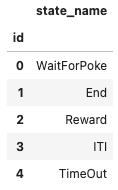 state_name
id
0 WaitForPoke
1 End
2 Reward
3 ITI
4 TimeOut